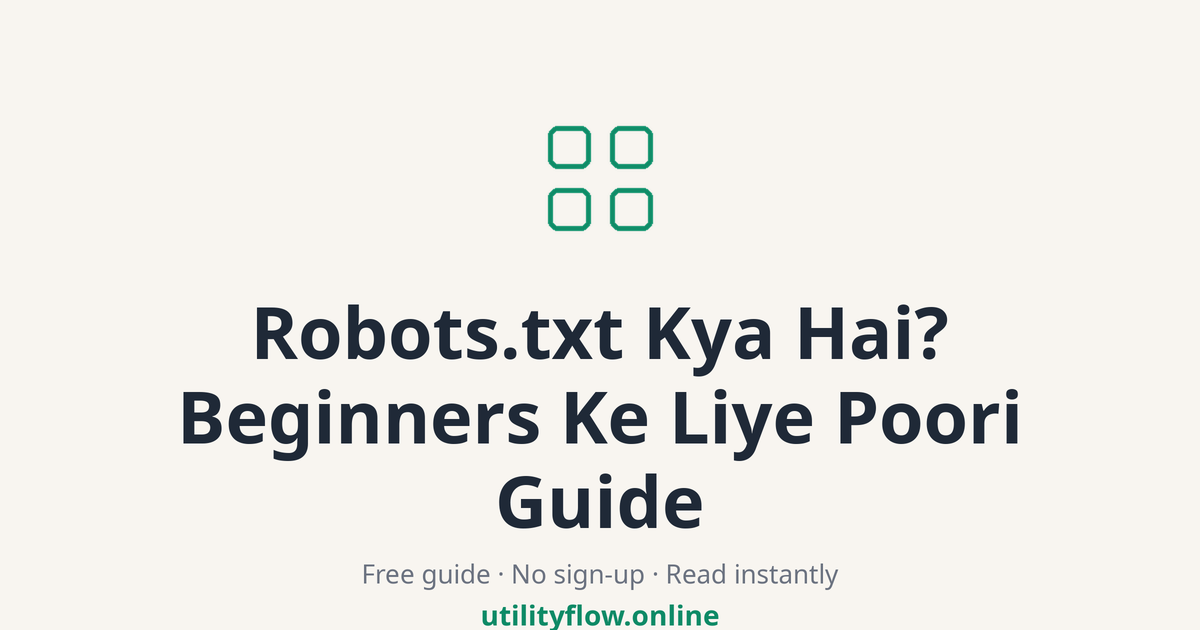 Robots.txt Kya Hai?
Beginners Ke Liye Poori
Guide
Free guide · No sign-up · Read instantly
utilityflow.online